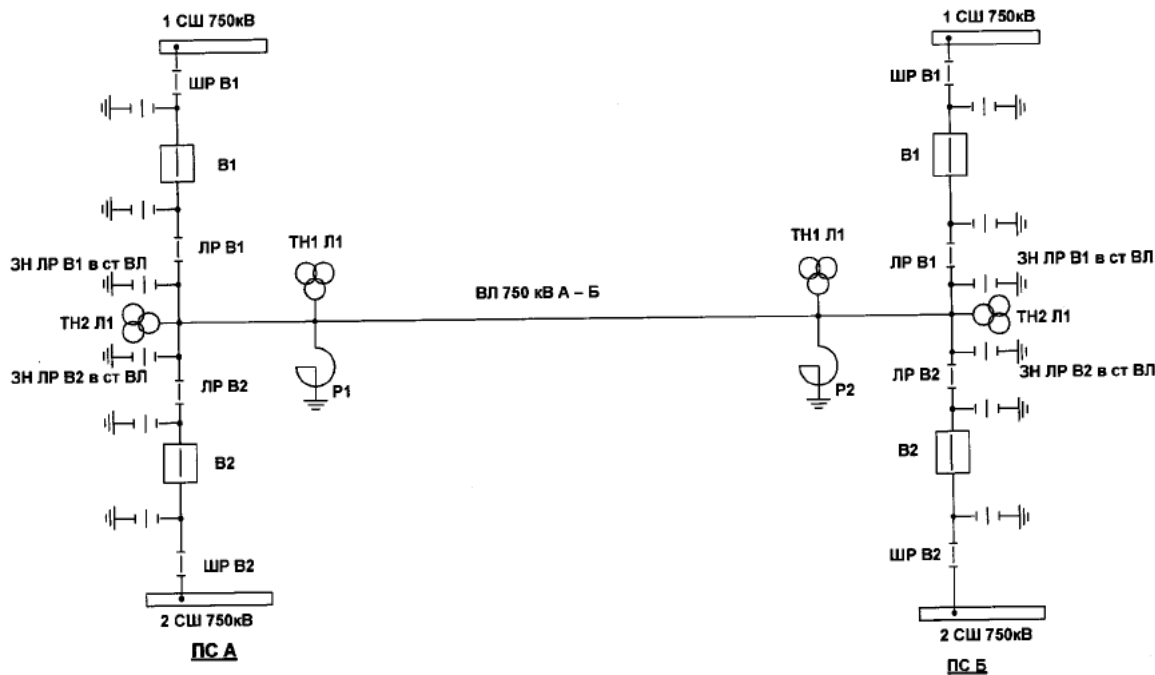 1 СШ 750кВ
1 СШ 750кВ
ШР В1
ШР В1
В1
В1
ЛР В1
ТН1 Л1
ТН1 Л1
ЛР В1
ЗН ЛР В1 в ст ВЛ
ЗН ЛР В1 в ст ВЛ
ВЛ 750 кВ А – Б
ТН2 Л1
ТН2 Л1
ЗН ЛР В2 в ст ВЛ
ЛР В2
Р1
Р2
ЛР В2
ЗН ЛР В2 в ст ВЛ
В2
В2
ШР В2
ШР В2
2 СШ 750кВ
2 СШ 750кВ
ПС А
ПС Б